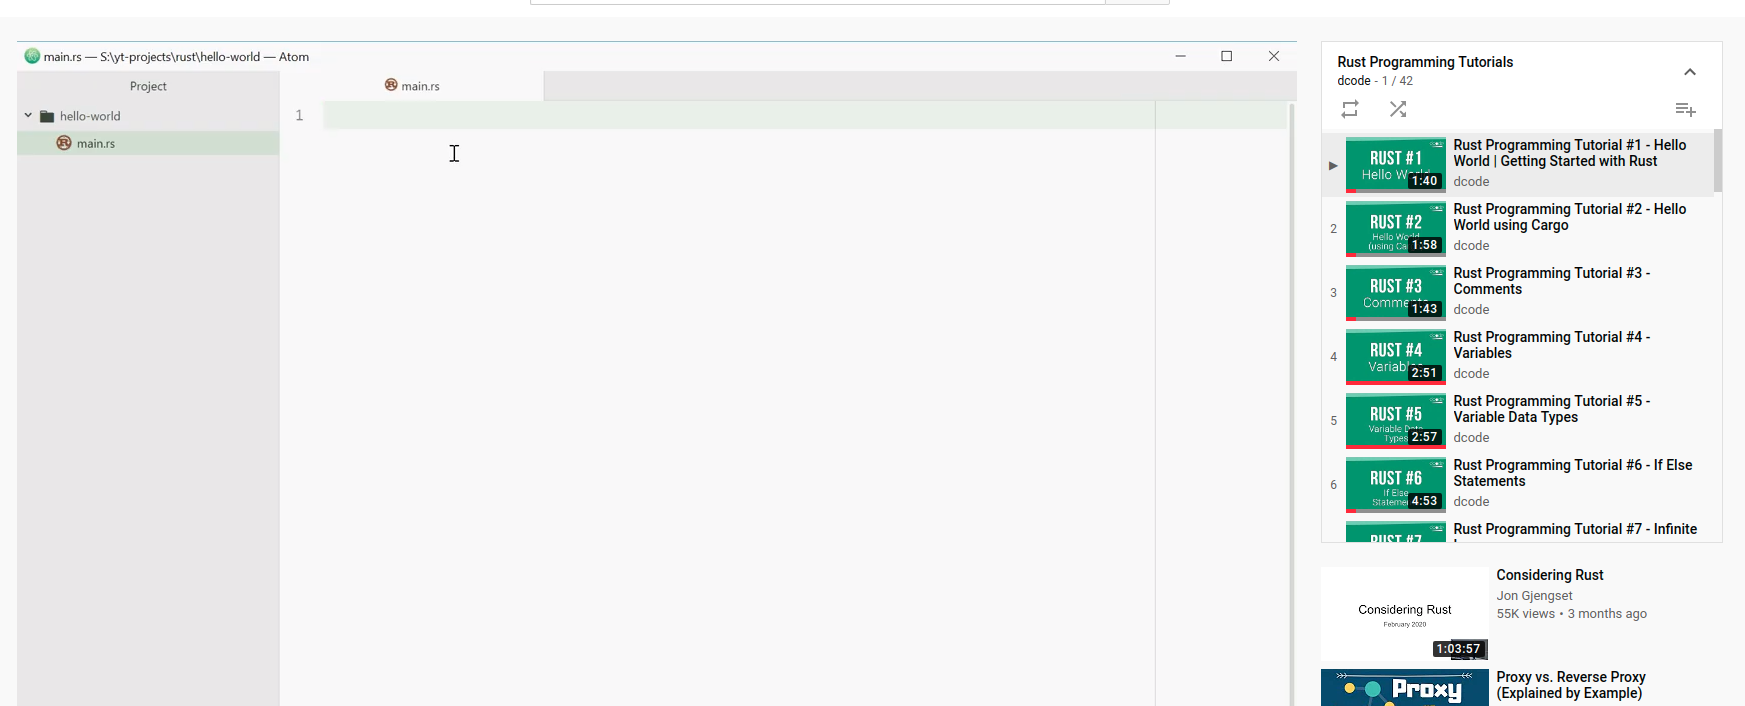 main.rs — S:\yt-projects\rust\hello-world — Atom
Project
main.rs
hello-world
main.rs
1
Rust Programming Tutorials
dcode - 1 / 42
RUST #1
Hello
1:40
Rust Programming Tutorial #1 - Hello
World | Getting Started with Rust
dcode
2
RUST #2
Hello World
(using
1:58
Rust Programming Tutorial #2 - Hello
World using Cargo
dcode
3
RUST #3
1:43
Rust Programming Tutorial #3 -
Comments
dcode
4
RUST #4
2:51
Rust Programming Tutorial #4 -
Variables
dcode
5
RUST #5
Variable Data
Types
2:57
Rust Programming Tutorial #5 -
Variable Data Types
dcode
6
RUST #6
If Else
4:53
Rust Programming Tutorial #6 - If Else
Statements
dcode
RUST #7
Rust Programming Tutorial #7 - Infinite
Considering Rust
February 2020
1:03:57
Considering Rust
Jon Gjengset
55K views • 3 months ago
Proxy
Proxy vs. Reverse Proxy
(Explained by Example)